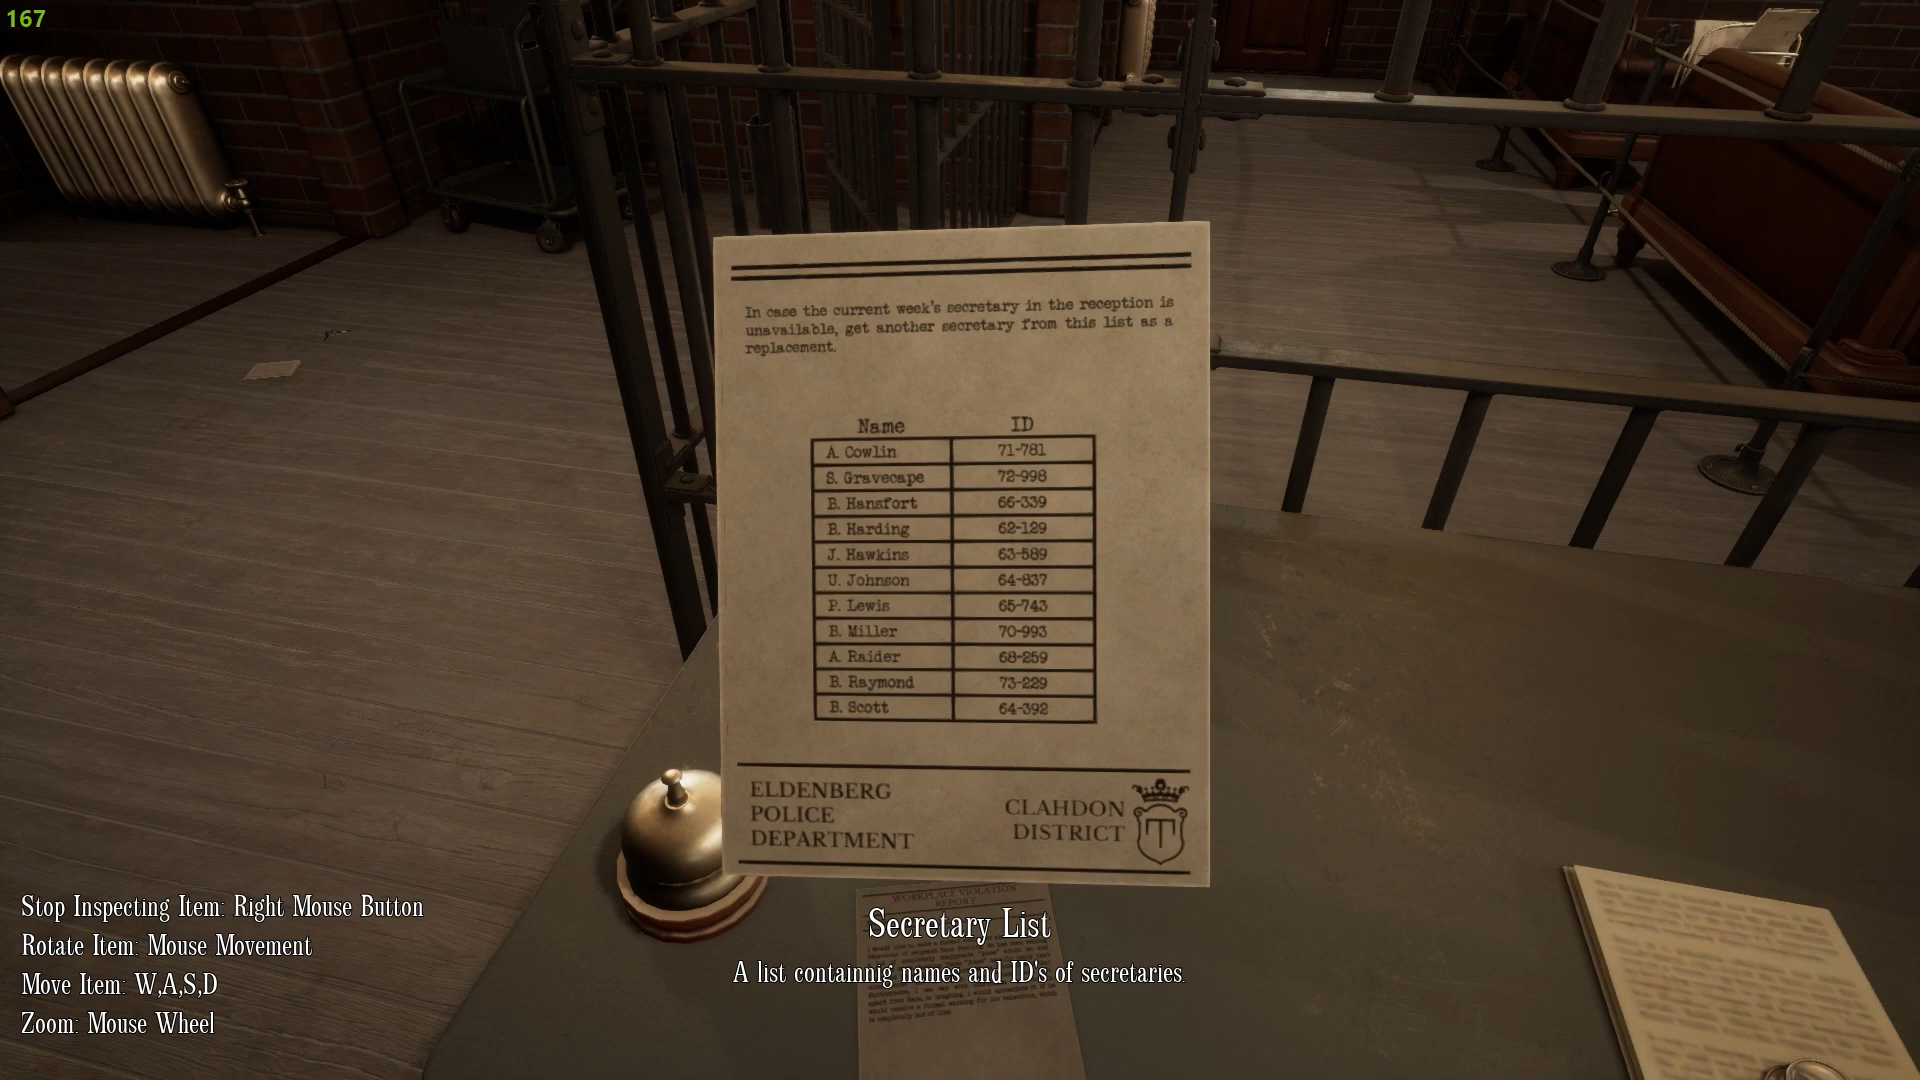 167
In case the current week's secretary in the reception is
unavailable, get another secretary from this list as a
replacement.
Name ID
A. Cowlin 71-781
S. Gravecape 72-998
B. Hansfort 66-339
B. Harding 62-129
J. Hawkins 63-589
U. Johnson 64-837
P. Lewis 65-743
B. Miller 70-993
A. Raider 68-259
B. Raymond 73-229
B. Scott 64-392
ELDENBERG
POLICE
DEPARTMENT
CLAHDON
DISTRICT
WORKPLACE VIOLATION
REPORT
Secretary List
A list containnig names and ID's of secretaries.
Stop Inspecting Item: Right Mouse Button
Rotate Item: Mouse Movement
Move Item: W,A,S,D
Zoom: Mouse Wheel